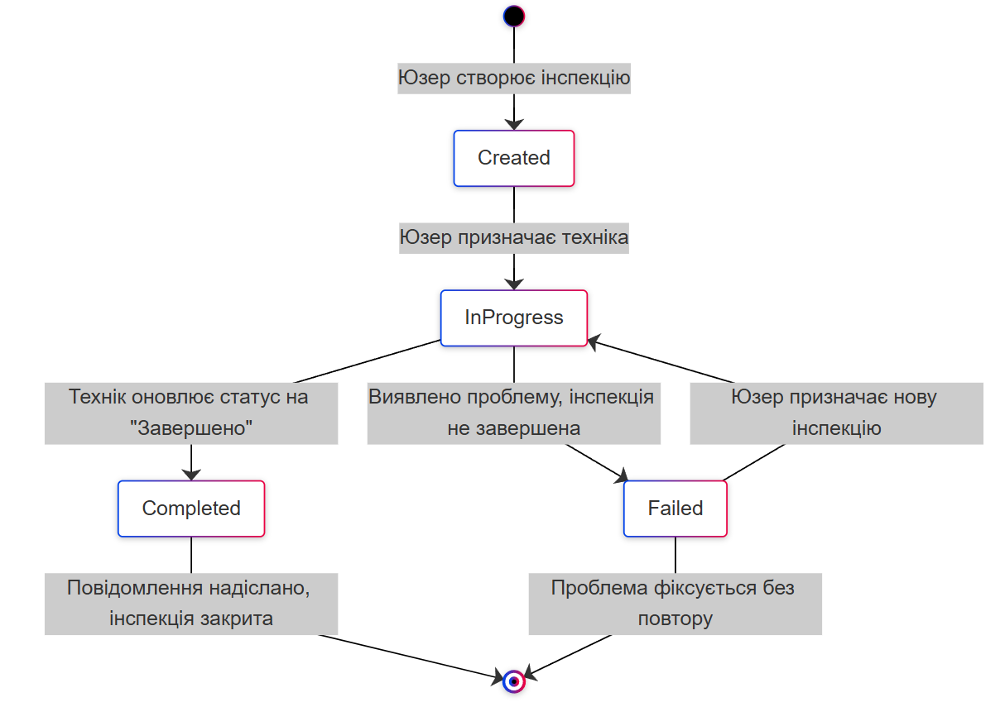 Юзер створює інспекцію
Created
Юзер призначає техніка
InProgress
Технік оновлює статус на
"Завершено"
Виявлено проблему, інспекція
не завершена
Юзер призначає нову
інспекцію
Completed
Failed
Повідомлення надіслано,
інспекція закрита
Проблема фіксується без
повтору